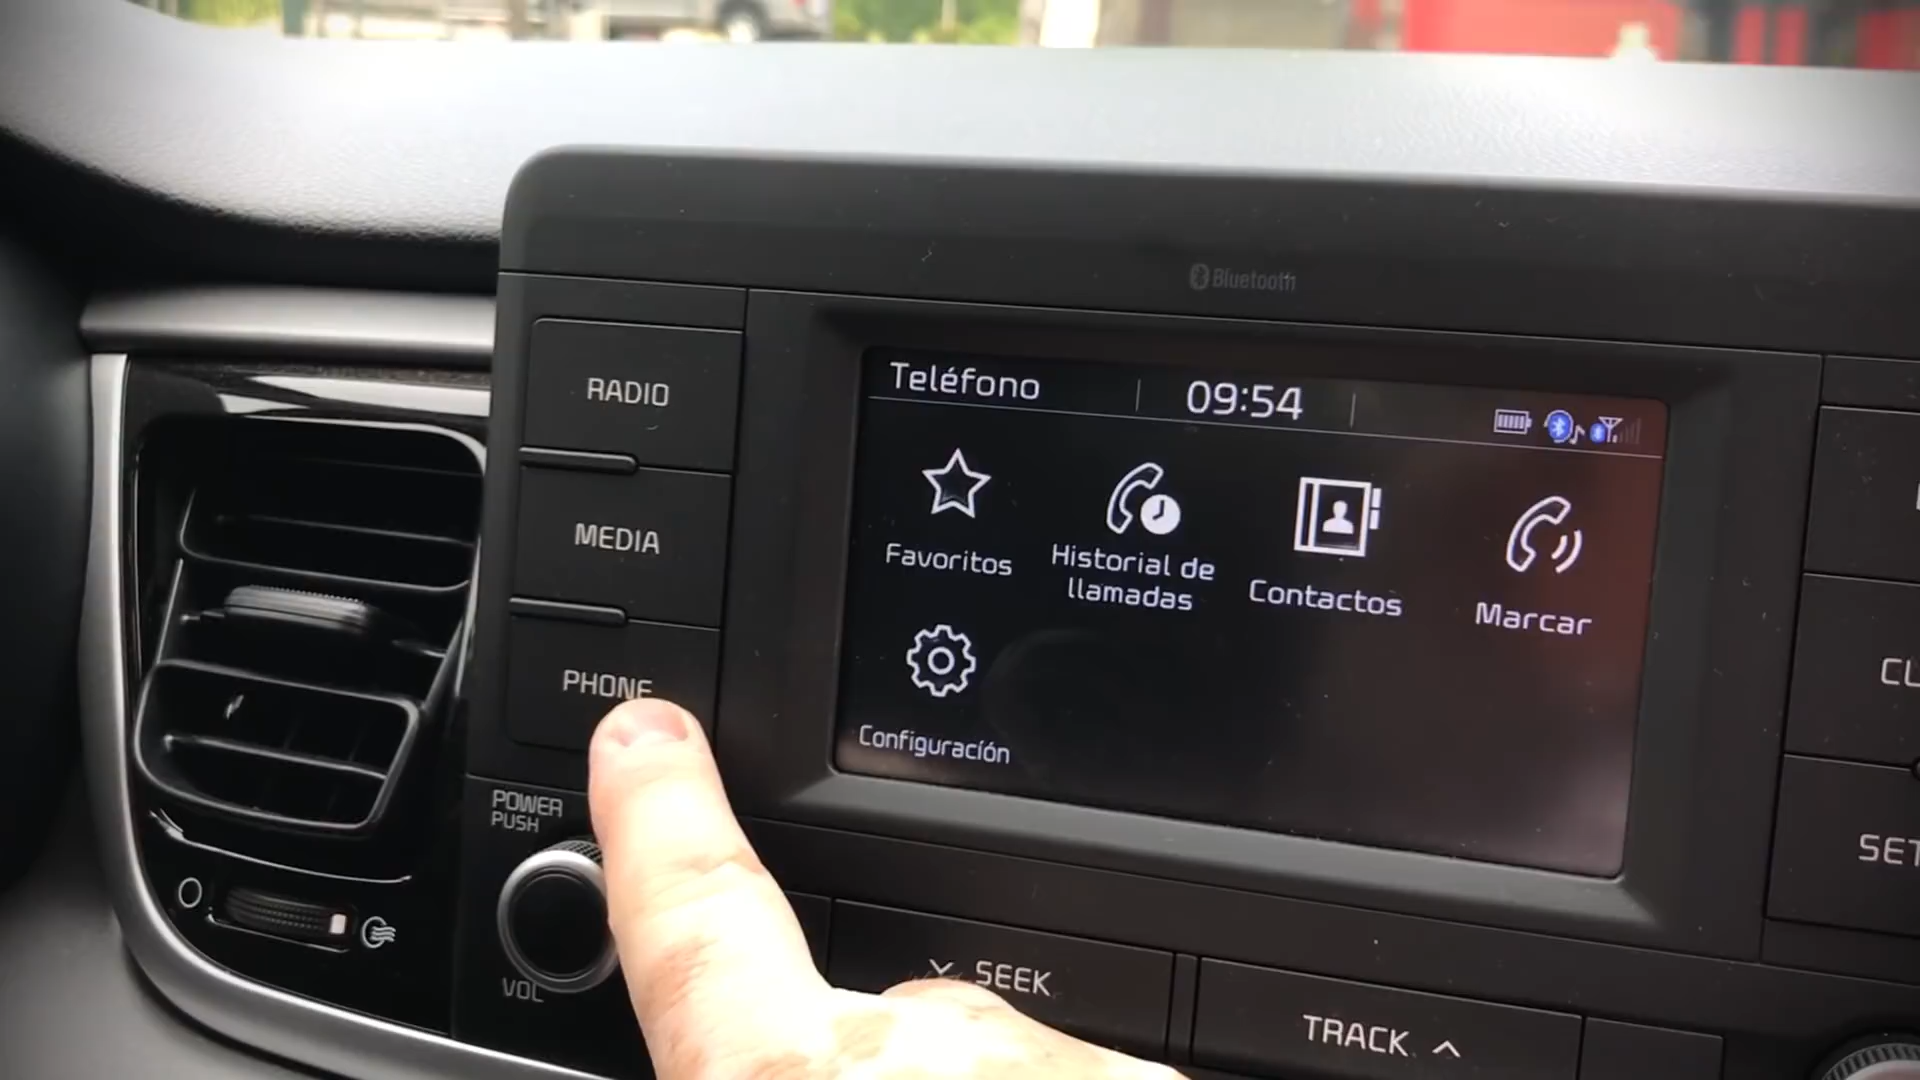 Bluetooth
RADIO
MEDIA
PHONE
POWER
PUSH
VOL
Teléfono
09:54
Favoritos
Historial de
llamadas
Contactos
Marcar
Configuración
SEEK
TRACK